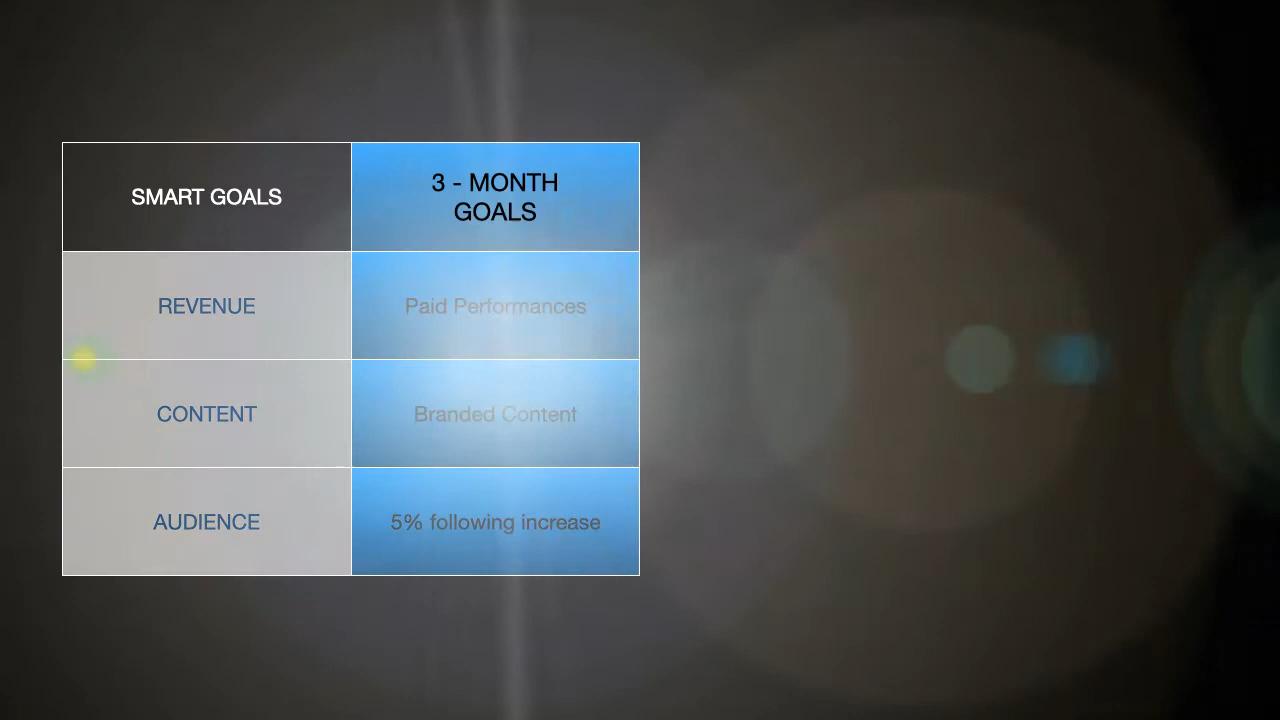 SMART GOALS
3 - MONTH
GOALS
REVENUE
Paid Performances
CONTENT
Branded Content
AUDIENCE
5% following increase